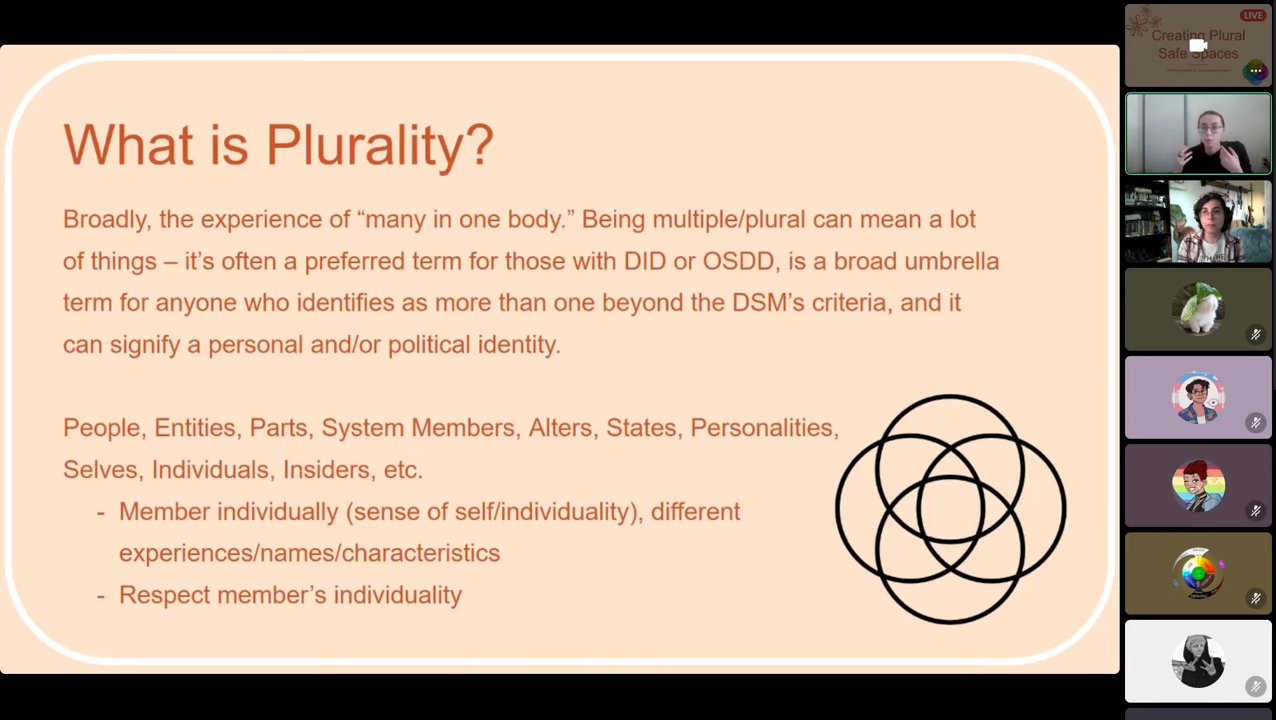 What is Plurality?
Broadly, the experience of “many in one body.” Being multiple/plural can mean a lot
of things – it’s often a preferred term for those with DID or OSDD, is a broad umbrella
term for anyone who identifies as more than one beyond the DSM’s criteria, and it
can signify a personal and/or political identity.
People, Entities, Parts, System Members, Alters, States, Personalities,
Selves, Individuals, Insiders, etc.
- Member individually (sense of self/individuality), different
experiences/names/characteristics
- Respect member’s individuality
LIVE
Creating Plural
Safe Spaces